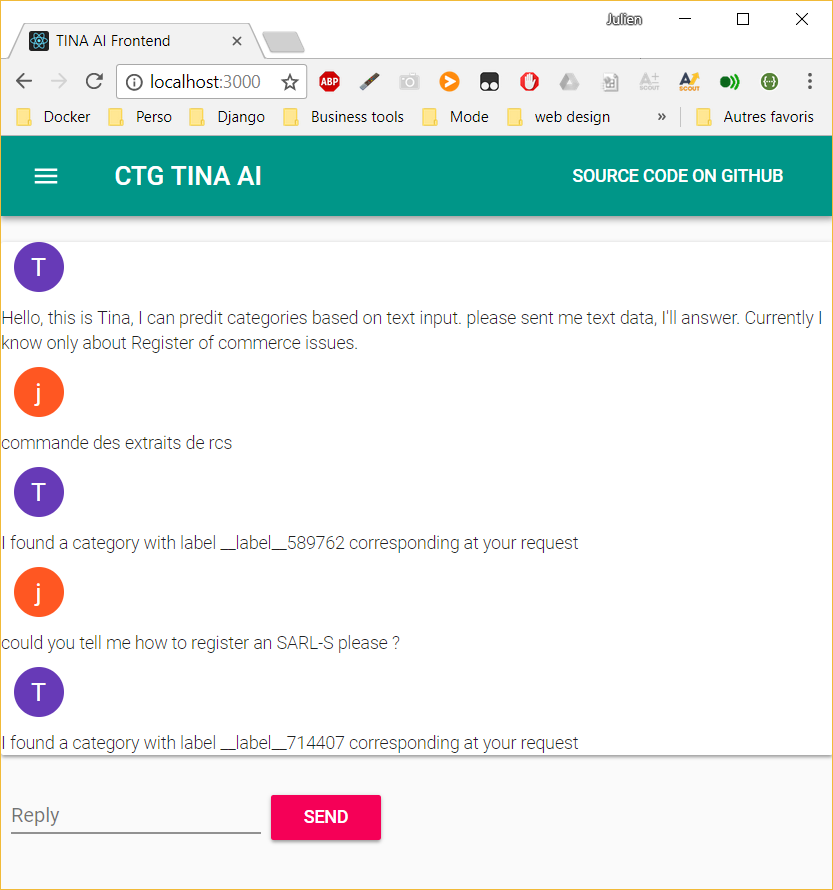 Julien
TINA AI Frontend
localhost:3000
ABP
A+
SCOUT
SCOUT
Docker
Perso
Django
Business tools
Mode
web design
»
Autres favoris
CTG TINA AI
SOURCE CODE ON GITHUB
T
Hello, this is Tina, I can predit categories based on text input. please sent me text data, I'll answer. Currently I
know only about Register of commerce issues.
j
commande des extraits de rcs
T
I found a category with label __label__589762 corresponding at your request
j
could you tell me how to register an SARL-S please ?
T
I found a category with label __label__714407 corresponding at your request
Reply
SEND